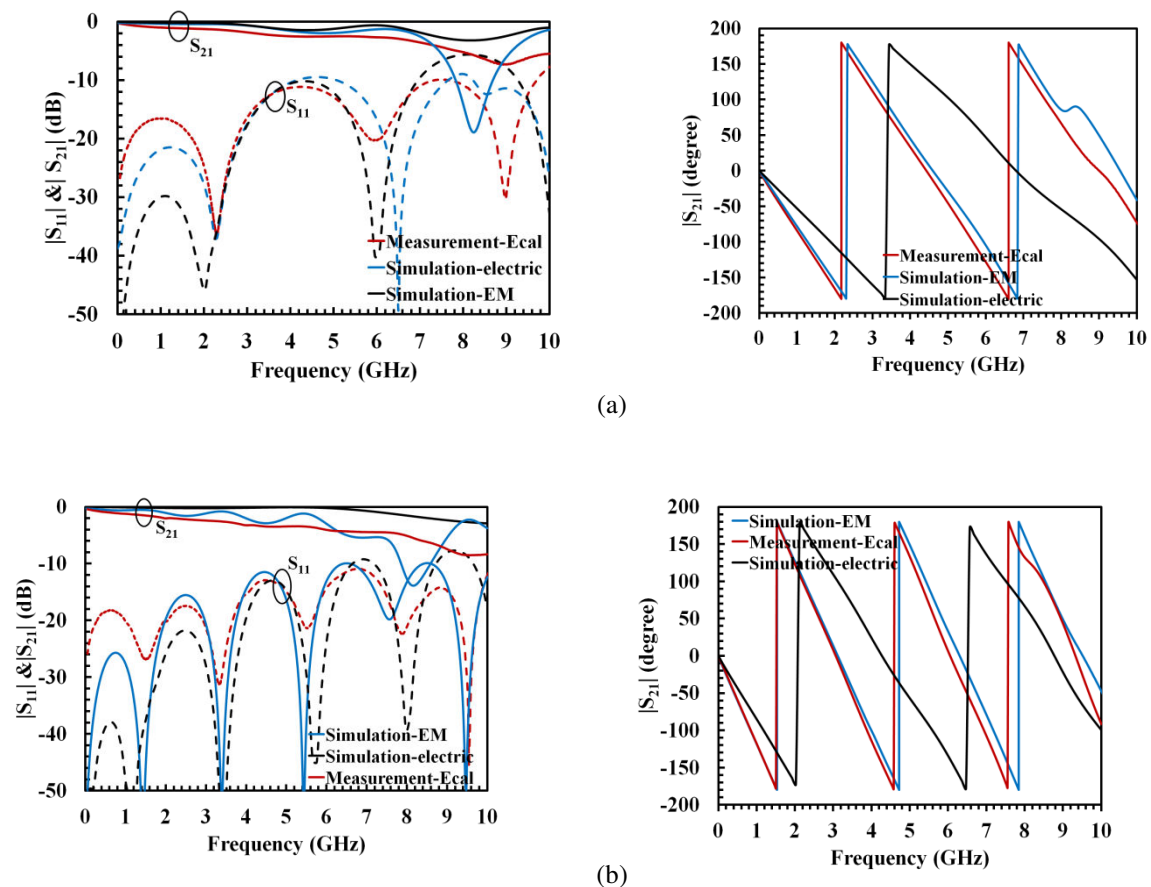 0
-10
-20
-30
-40
-50
|S11| &| S21| (dB)
S21
S11
Measurement-Ecal
Simulation-electric
Simulation-EM
0 1 2 3 4 5 6 7 8 9 10
Frequency (GHz)
200
150
100
50
0
-50
-100
-150
-200
|S21| (degree)
Measurement-Ecal
Simulation-EM
Simulation-electric
0 1 2 3 4 5 6 7 8 9 10
Frequency (GHz)
(a)
0
-10
-20
-30
-40
-50
|S11| &|S21| (dB)
S21
S11
Simulation-EM
Simulation-electric
Measurement-Ecal
0 1 2 3 4 5 6 7 8 9 10
Frequency (GHz)
200
150
100
50
0
-50
-100
-150
-200
|S21| (degree)
Simulation-EM
Measurement-Ecal
Simulation-electric
0 1 2 3 4 5 6 7 8 9 10
Frequency (GHz)
(b)